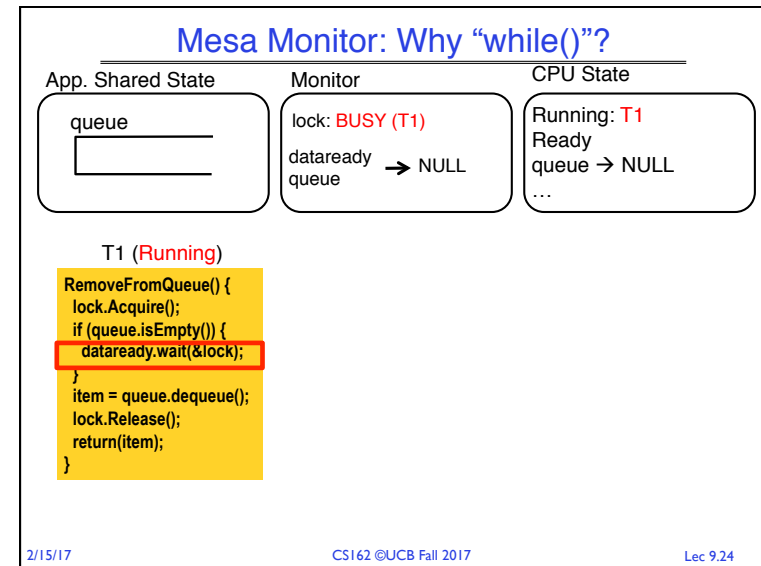 Mesa Monitor: Why “while()”?
App. Shared State
Monitor
CPU State
queue
lock: BUSY (T1)
dataready
queue
→ NULL
Running: T1
Ready
queue → NULL
…
T1 (Running)
RemoveFromQueue() {
lock.Acquire();
if (queue.isEmpty()) {
dataready.wait(&lock);
}
item = queue.dequeue();
lock.Release();
return(item);
}
2/15/17
CS162 ©UCB Fall 2017
Lec 9.24